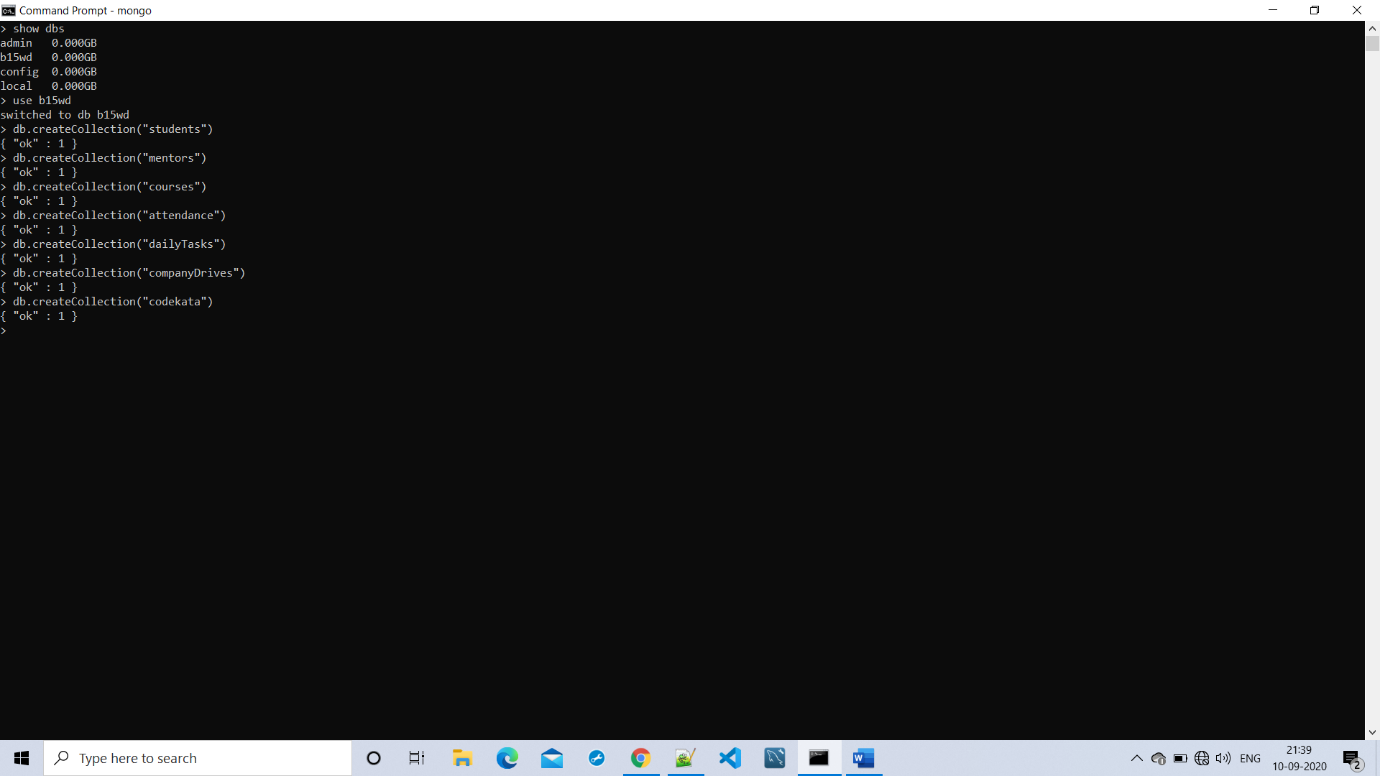 Command Prompt - mongo
> show dbs
admin   0.000GB
b15wd   0.000GB
config  0.000GB
local   0.000GB
> use b15wd
switched to db b15wd
> db.createCollection("students")
{ "ok" : 1 }
> db.createCollection("mentors")
{ "ok" : 1 }
> db.createCollection("courses")
{ "ok" : 1 }
> db.createCollection("attendance")
{ "ok" : 1 }
> db.createCollection("dailyTasks")
{ "ok" : 1 }
> db.createCollection("companyDrives")
{ "ok" : 1 }
> db.createCollection("codekata")
{ "ok" : 1 }
>
Type here to search
ENG
21:39
10-09-2020
2